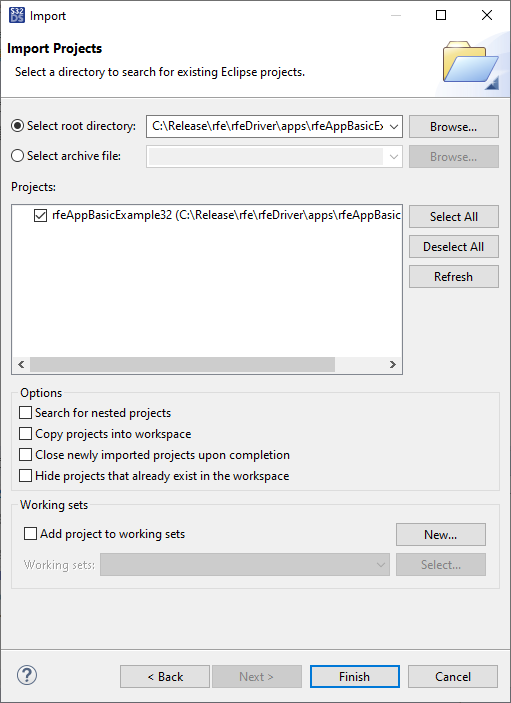 S32
DS
Import
Import Projects
Select a directory to search for existing Eclipse projects.
Select root directory:
C:\Release\rfe\rfeDriver\apps\rfeAppBasicEx
Browse...
Select archive file:
Browse...
Projects:
rfeAppBasicExample32 (C:\Release\rfe\rfeDriver\apps\rfeAppBasic
Select All
Deselect All
Refresh
Options
Search for nested projects
Copy projects into workspace
Close newly imported projects upon completion
Hide projects that already exist in the workspace
Working sets
Add project to working sets
New...
Working sets:
Select...
?
< Back
Next >
Finish
Cancel